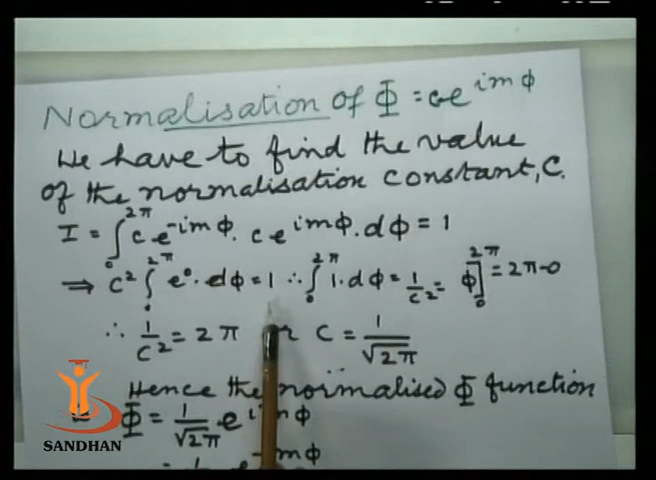 Normalisation of Φ = ce^{imϕ}
We have to find the value
of the normalisation constant, C.
I = ∫₀^{2π} c e^{-imϕ} . c e^{imϕ} . dϕ = 1
⇒ c² ∫₀^{2π} e⁰ . dϕ = 1 ∴ ∫₀^{2π} 1 . dϕ = 1/c² = ϕ]₀^{2π} = 2π-0
∴ 1/c² = 2π or C = 1/√2π
Hence the normalised Φ function
Φ = 1/√2π . e^{imϕ}
SANDHAN